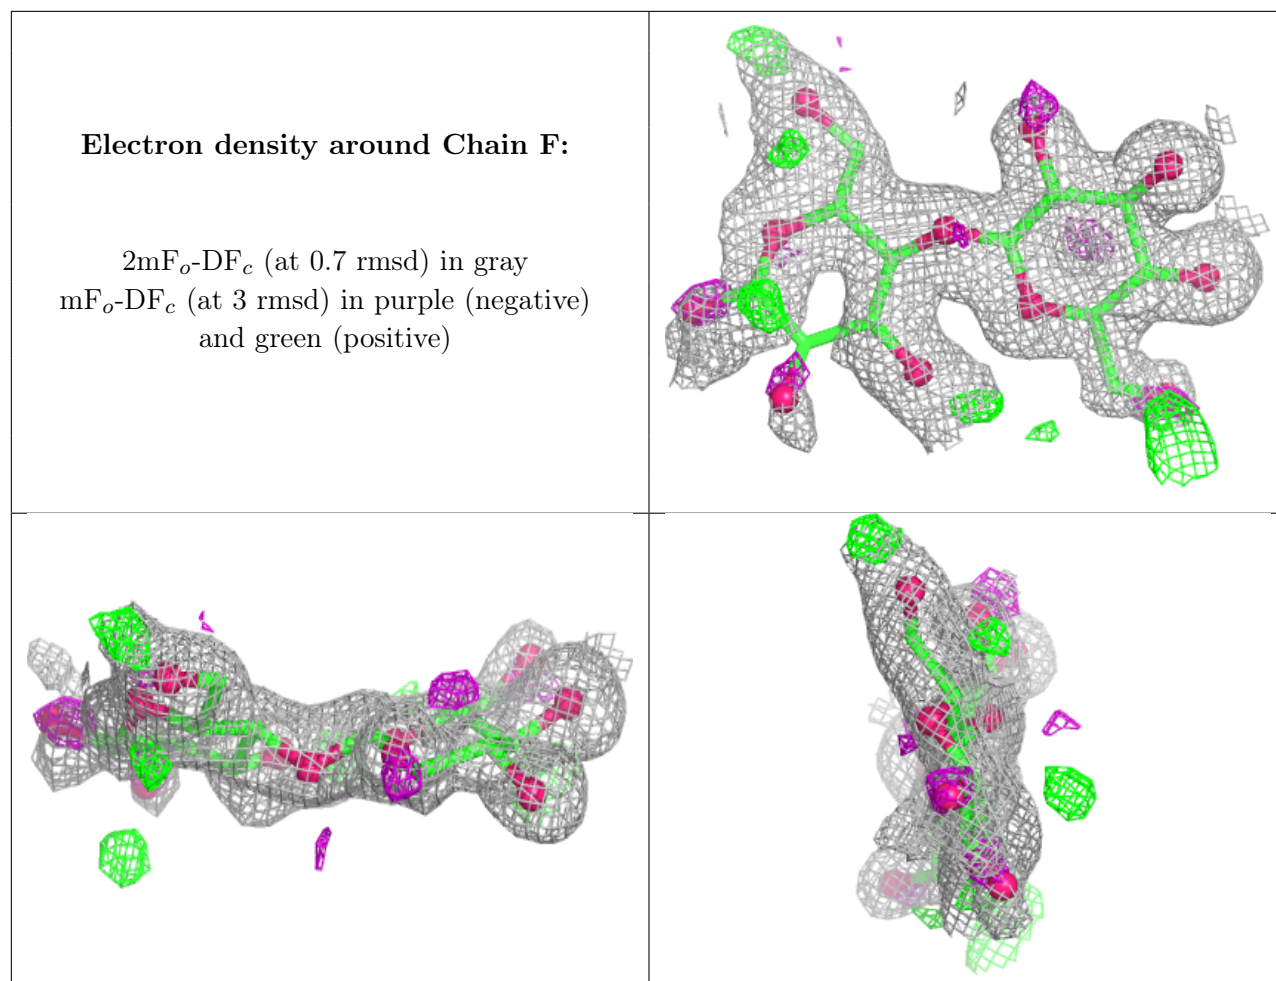 Electron density around Chain F:
2mFo-DFc (at 0.7 rmsd) in gray
mFo-DFc (at 3 rmsd) in purple (negative)
and green (positive)